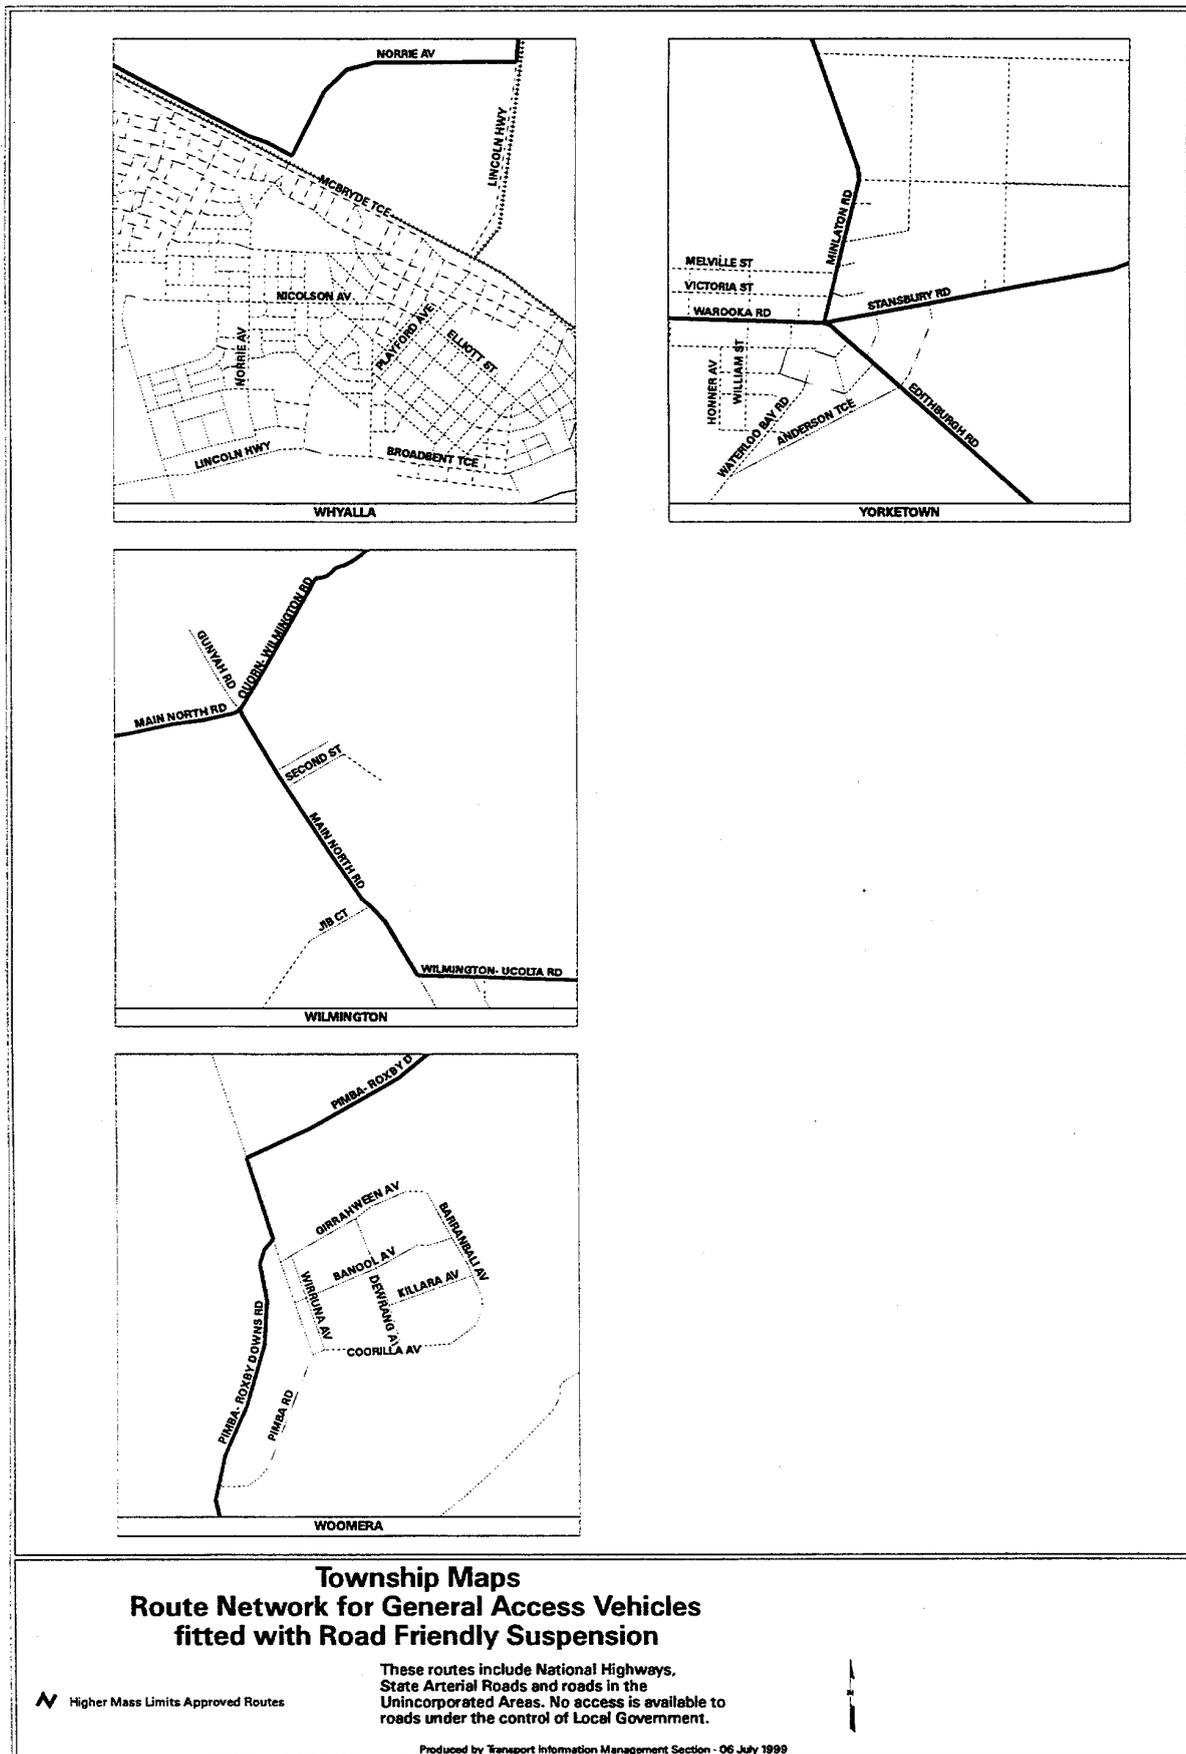 NORRIE AV
LINCOLN HWY
MCBRYDE TCE
NICOLSON AV
NORRIE AV
PLAYFORD AVE
ELLIOTT ST
LINCOLN HWY
BROADBENT TCE
WHYALLA
MINLATON RD
MELVILLE ST
VICTORIA ST
WAROOKA RD
STANSBURY RD
HONNER AV
WILLIAM ST
WATERLOO BAY RD
ANDERSON TCE
EDITHBURGH RD
YORKETOWN
GUNYAH RD
QUORN- WILMINGTON RD
MAIN NORTH RD
SECOND ST
MAIN NORTH RD
JIB CT
WILMINGTON- UCOLTA RD
WILMINGTON
PIMBA- ROXBY D
GIRRAHWEEN AV
BARRANBALI AV
BANOOL AV
WIRRUNA AV
DEWRANG AV
KILLARA AV
COORILLA AV
PIMBA- ROXBY DOWNS RD
PIMBA RD
WOOMERA
Township Maps
Route Network for General Access Vehicles
fitted with Road Friendly Suspension
Higher Mass Limits Approved Routes
These routes include National Highways,
State Arterial Roads and roads in the
Unincorporated Areas. No access is available to
roads under the control of Local Government.
N
Produced by Transport Information Management Section - 06 July 1999